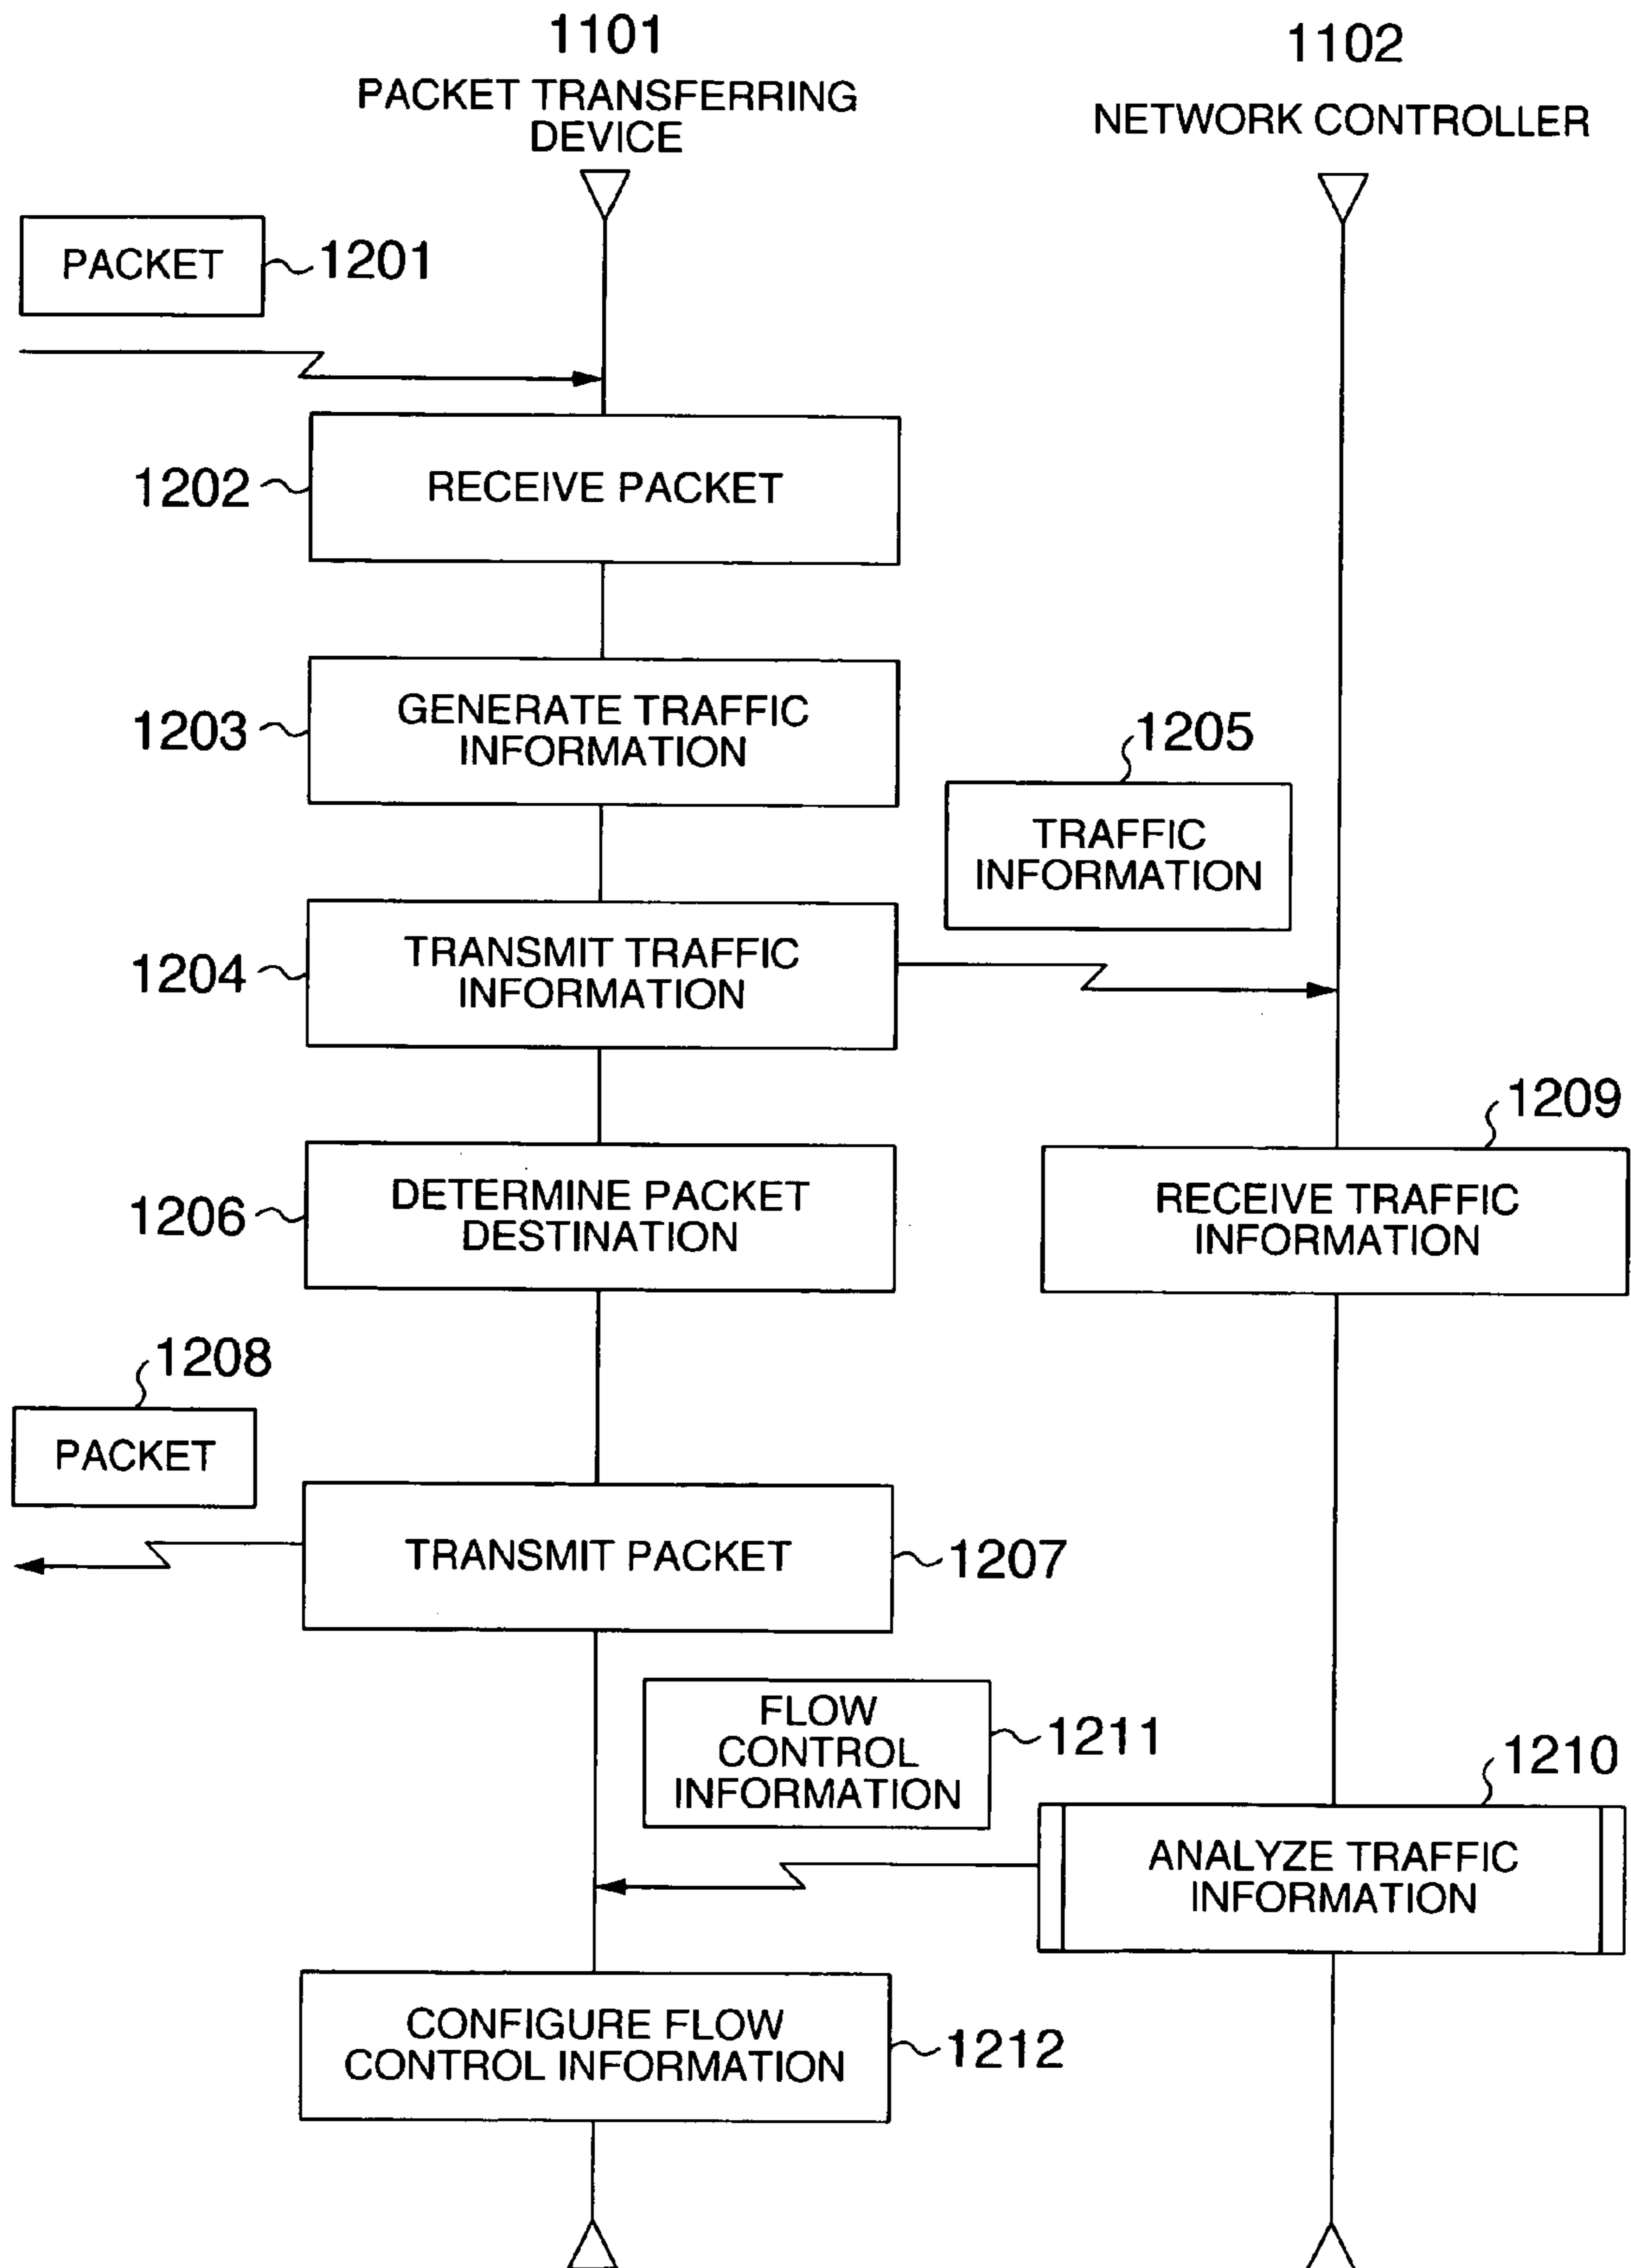 1101
PACKET TRANSFERRING
DEVICE
1102
NETWORK CONTROLLER
PACKET
1201
1202
RECEIVE PACKET
1203
GENERATE TRAFFIC
INFORMATION
1205
TRAFFIC
INFORMATION
1204
TRANSMIT TRAFFIC
INFORMATION
1209
1206
DETERMINE PACKET
DESTINATION
RECEIVE TRAFFIC
INFORMATION
1208
PACKET
TRANSMIT PACKET
1207
FLOW
CONTROL
INFORMATION
1211
1210
ANALYZE TRAFFIC
INFORMATION
CONFIGURE FLOW
CONTROL INFORMATION
1212